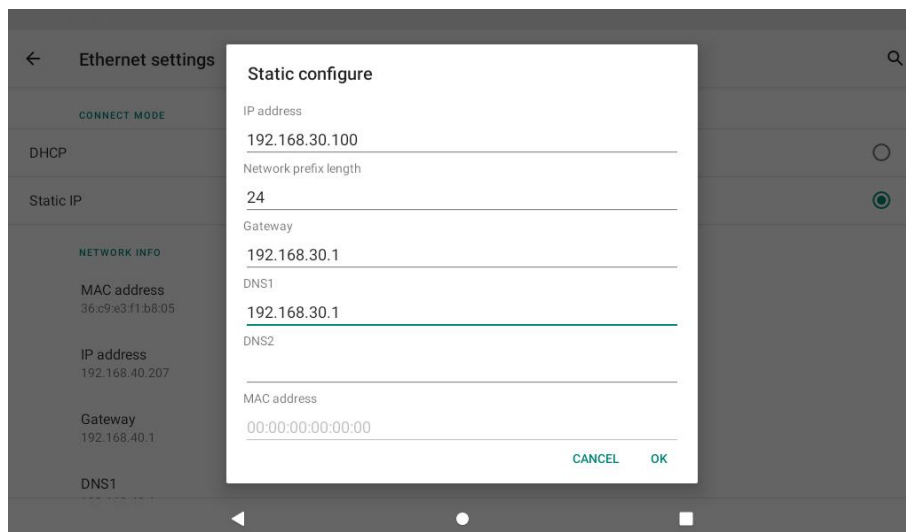 Ethernet settings
CONNECT MODE
DHCP
Static IP
NETWORK INFO
MAC address
36:c9:e3:f1:b8:05
IP address
192.168.40.207
Gateway
192.168.40.1
DNS1
Static configure
IP address
192.168.30.100
Network prefix length
24
Gateway
192.168.30.1
DNS1
192.168.30.1
DNS2
MAC address
00:00:00:00:00:00
CANCEL OK